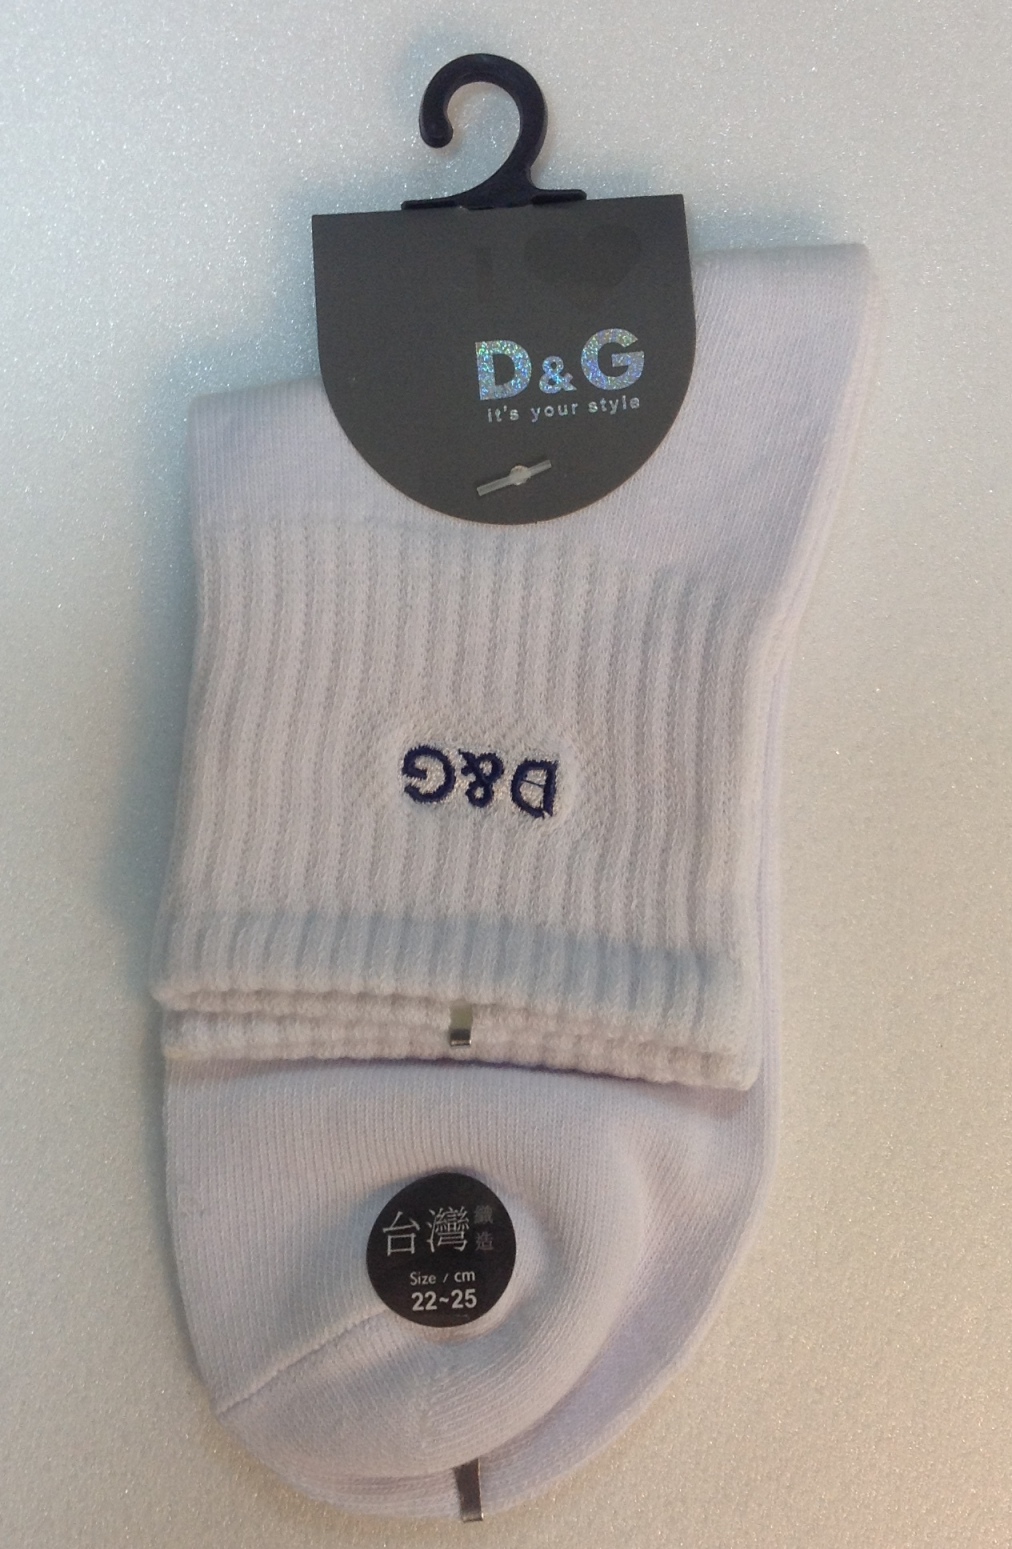 D&G
it's your style
D&G
台灣 織造
Size / cm
22~25